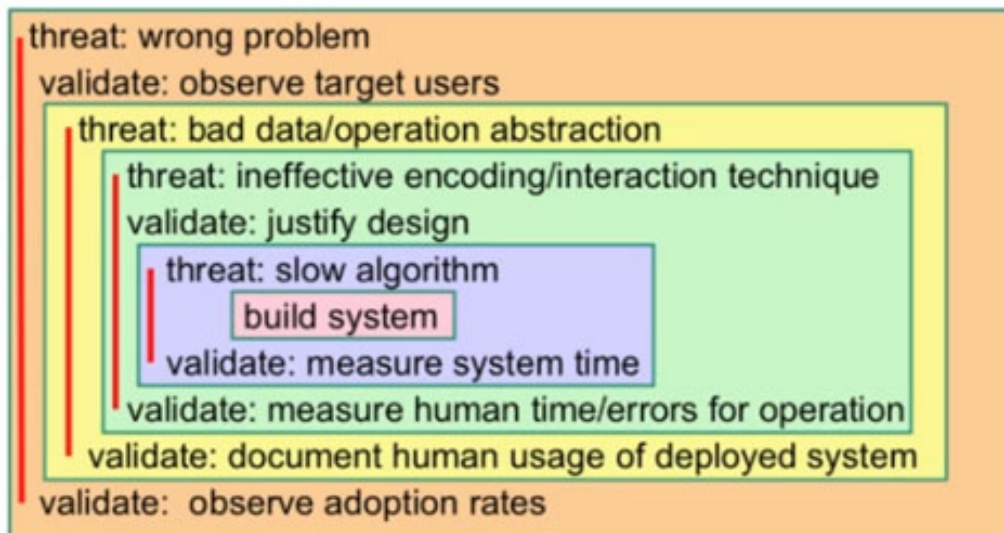 threat: wrong problem
validate: observe target users
threat: bad data/operation abstraction
threat: ineffective encoding/interaction technique
validate: justify design
threat: slow algorithm
build system
validate: measure system time
validate: measure human time/errors for operation
validate: document human usage of deployed system
validate: observe adoption rates